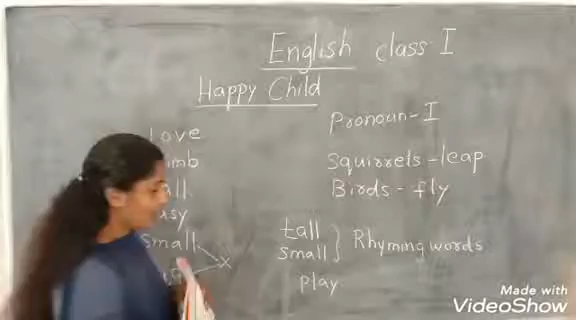 English class I
Happy Child
Love
Pronoun - I
Squirrels - leap
Birds - fly
small
tall
small } Rhyming words
play
Made with
VideoShow